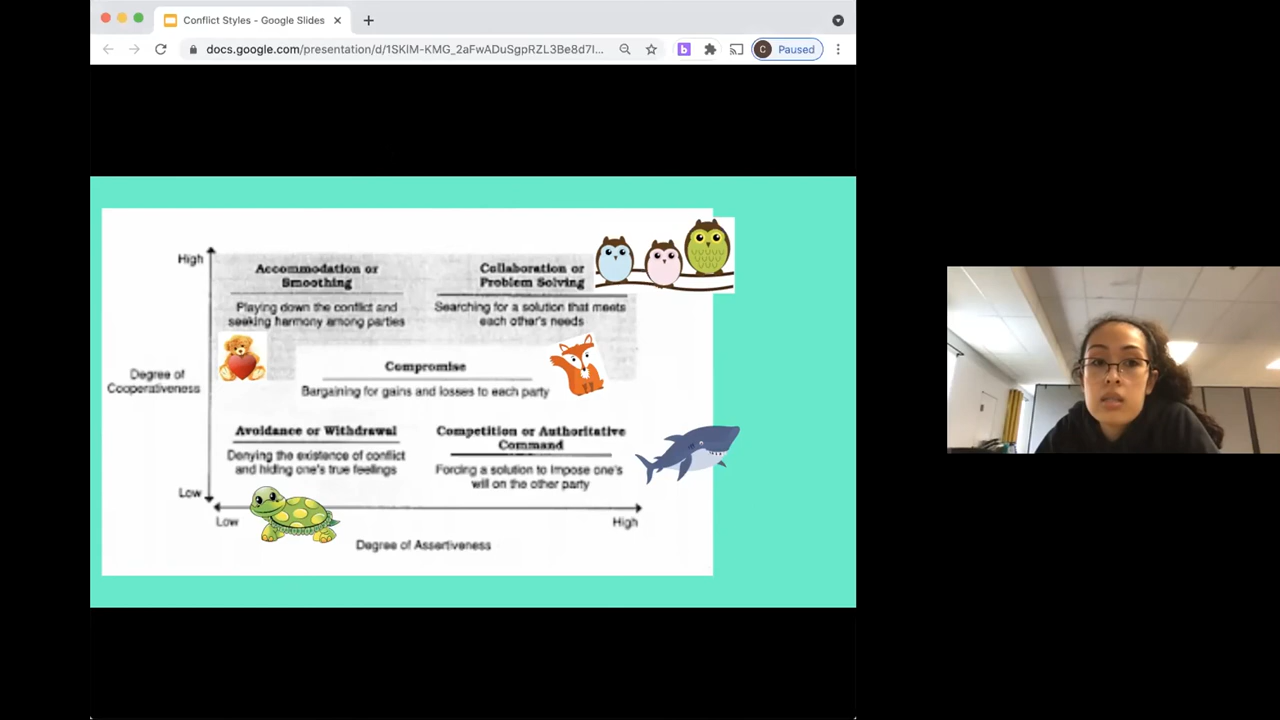 Conflict Styles - Google Slides
docs.google.com/presentation/d/1SKIM-KMG_2aFwADuSgpRZL3Be8d7I...
b
C Paused
High
Accommodation or
Smoothing
Playing down the conflict and
seeking harmony among parties
Collaboration or
Problem Solving
Searching for a solution that meets
each other's needs
Degree of
Cooperativeness
Compromise
Bargaining for gains and losses to each party
Avoidance or Withdrawal
Denying the existence of conflict
and hiding one's true feelings
Competition or Authoritative
Command
Forcing a solution to impose one's
will on the other party
Low
Low
High
Degree of Assertiveness